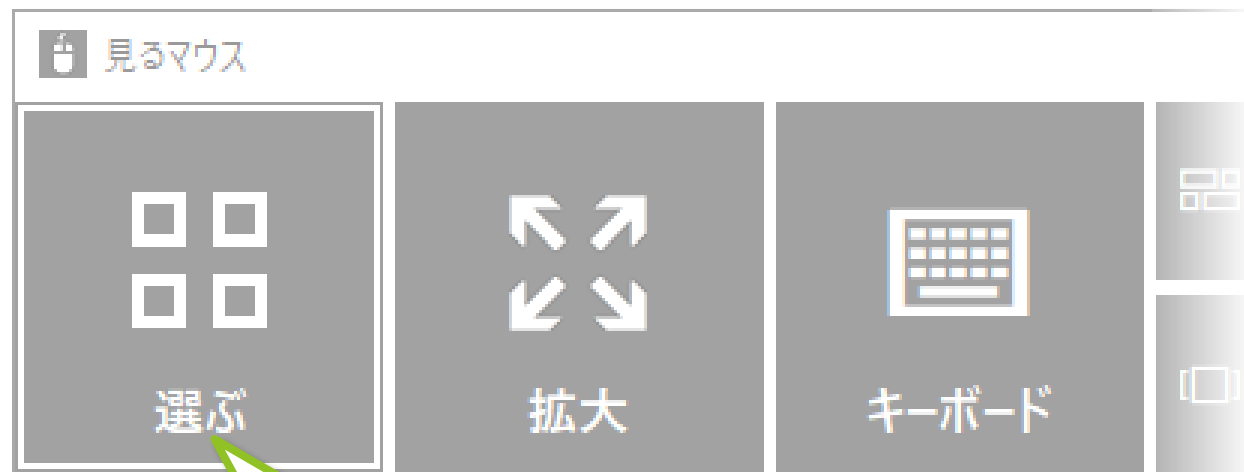 見るマウス
選ぶ
拡大
キーボード